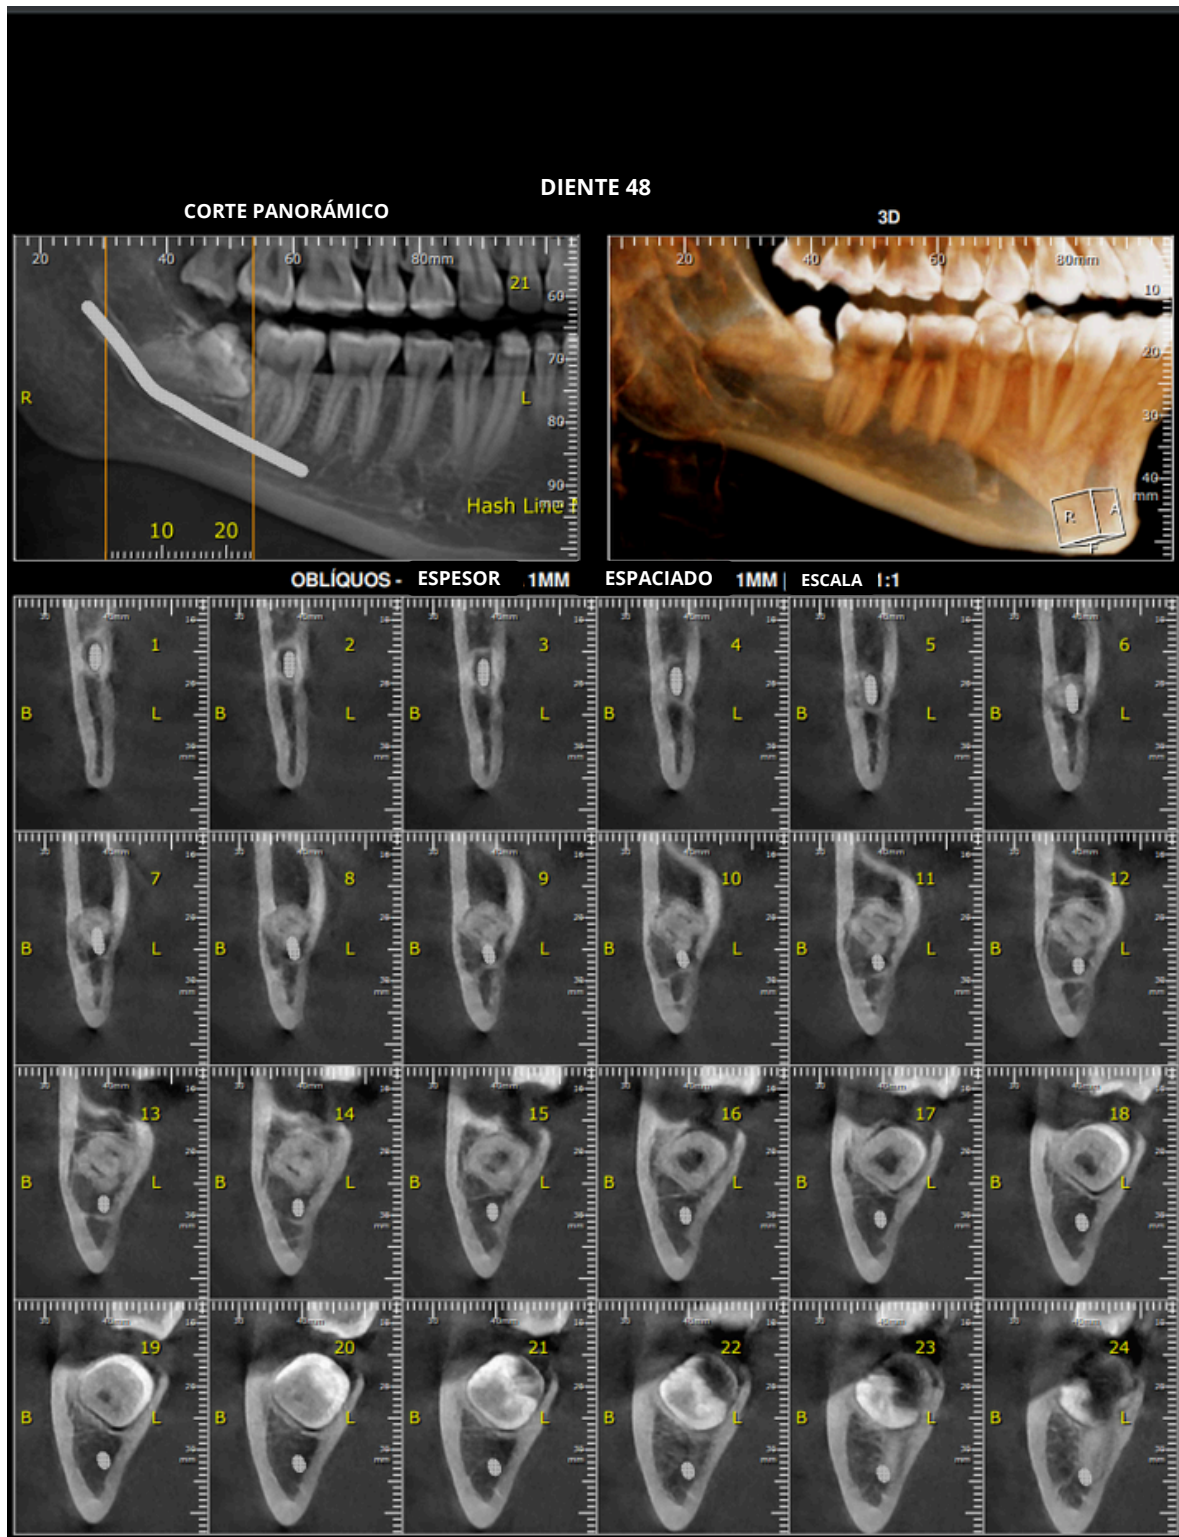 DIENTE 48
CORTE PANORÁMICO
3D
20 40 60 80mm
21
60
70
80
90
mm
R L
Hash Line
10 20
20 40 60 80mm
10
20
30
40
mm
R A
F
OBLÍQUOS - ESPESOR 1MM ESPACIADO 1MM | ESCALA 1:1
1 2 3 4 5 6
B L B L B L B L B L B L
7 8 9 10 11 12
B L B L B L B L B L B L
13 14 15 16 17 18
B L B L B L B L B L B L
19 20 21 22 23 24
B L B L B L B L B L B L